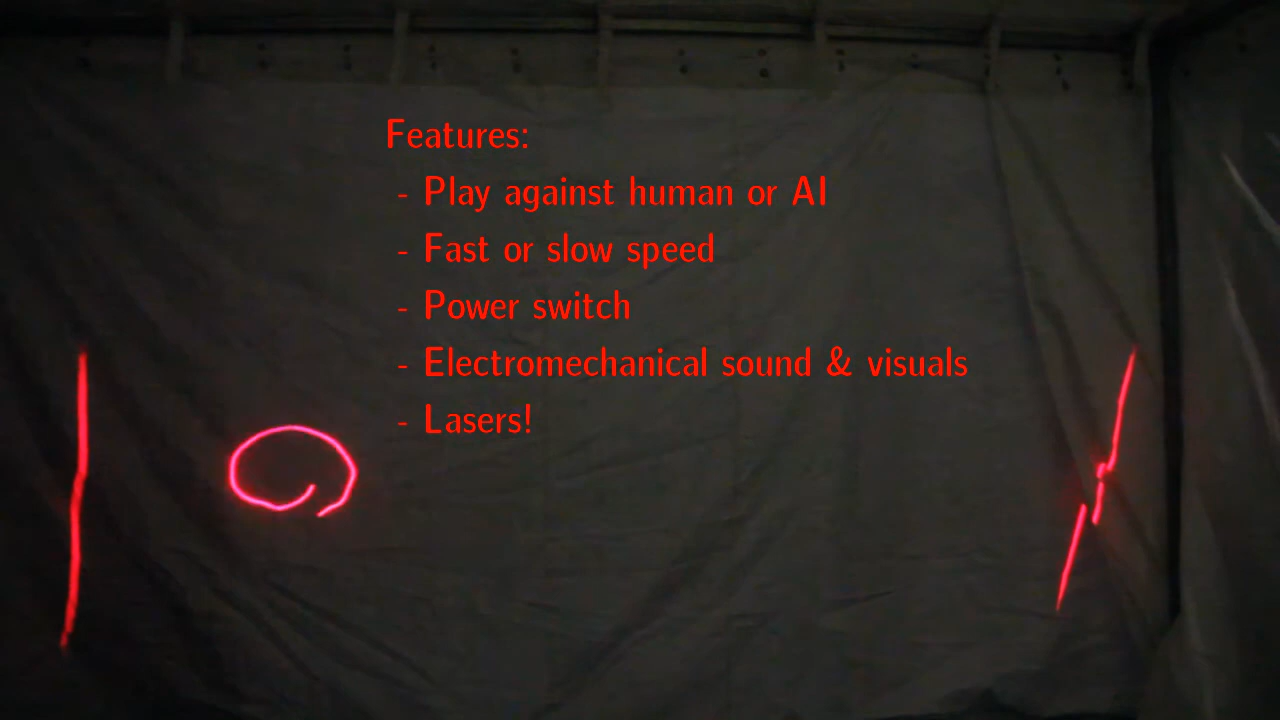 Features:
- Play against human or AI
- Fast or slow speed
- Power switch
- Electromechanical sound & visuals
- Lasers!